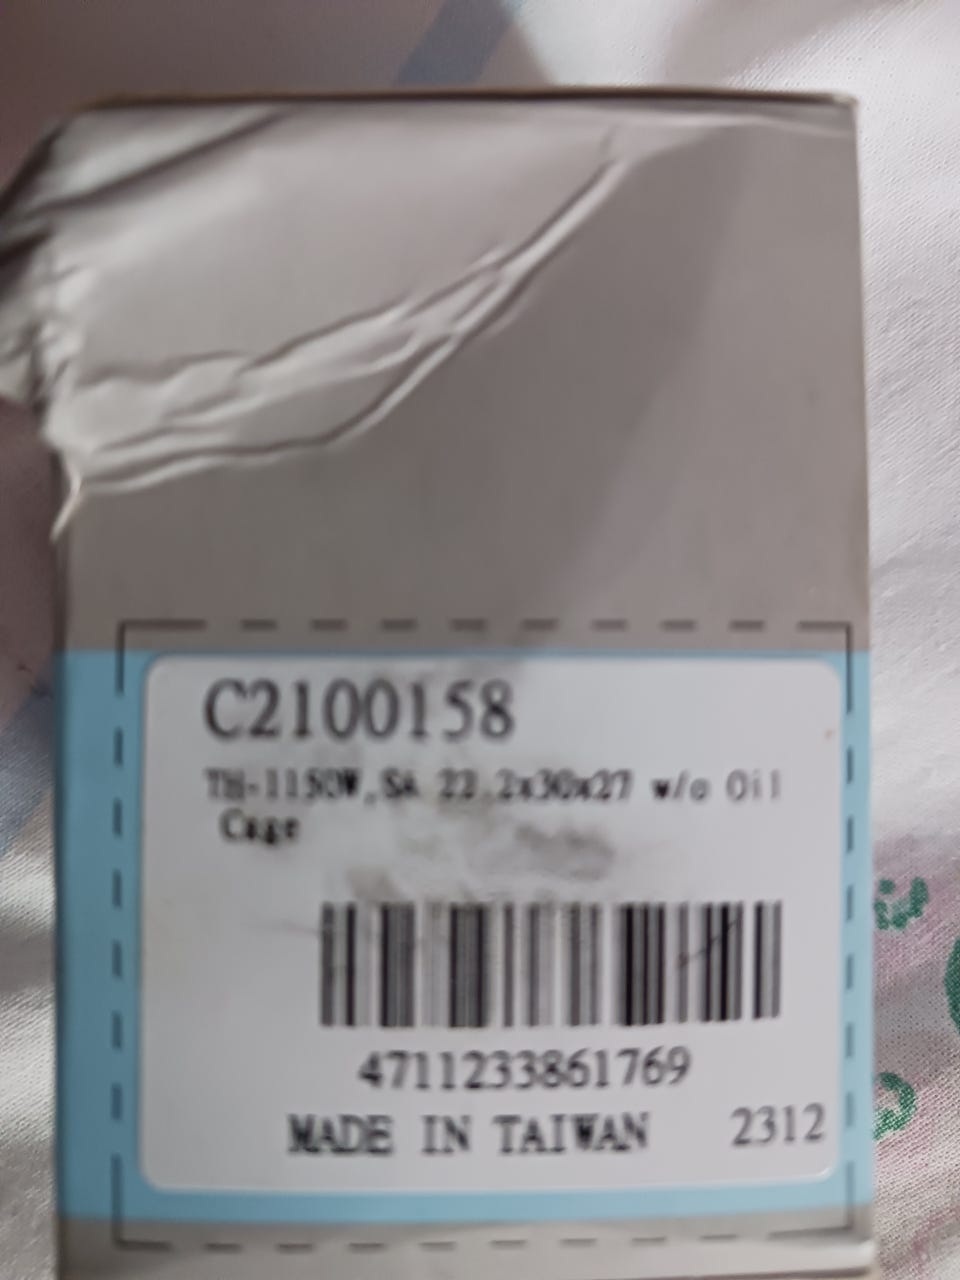 C2100158
TH-1150W,SA 22.2x30x27 w/o Oil
Cage
4711233861769
MADE IN TAIWAN 2312